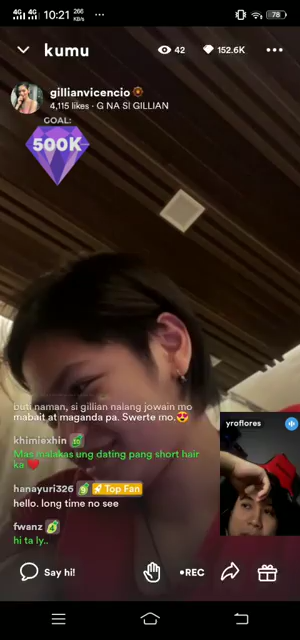 4G 4G 10:21 266 KB/s ... 78
kumu 42 152.6K
gillianvicencio
4,115 likes · G NA SI GILLIAN
GOAL:
500K
buti naman, si gillian nalang jowain mo
mabait at maganda pa. Swerte mo.😍
yroflores
khimiexhin
Mas malakas ung dating pang short hair
ka ❤️
hanayuri326 Top Fan
hello. long time no see
fwanz
hi ta ly..
Say hi! •REC